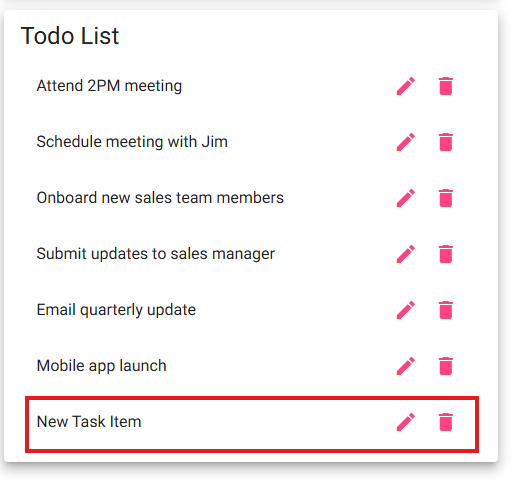 Todo List
Attend 2PM meeting
Schedule meeting with Jim
Onboard new sales team members
Submit updates to sales manager
Email quarterly update
Mobile app launch
New Task Item